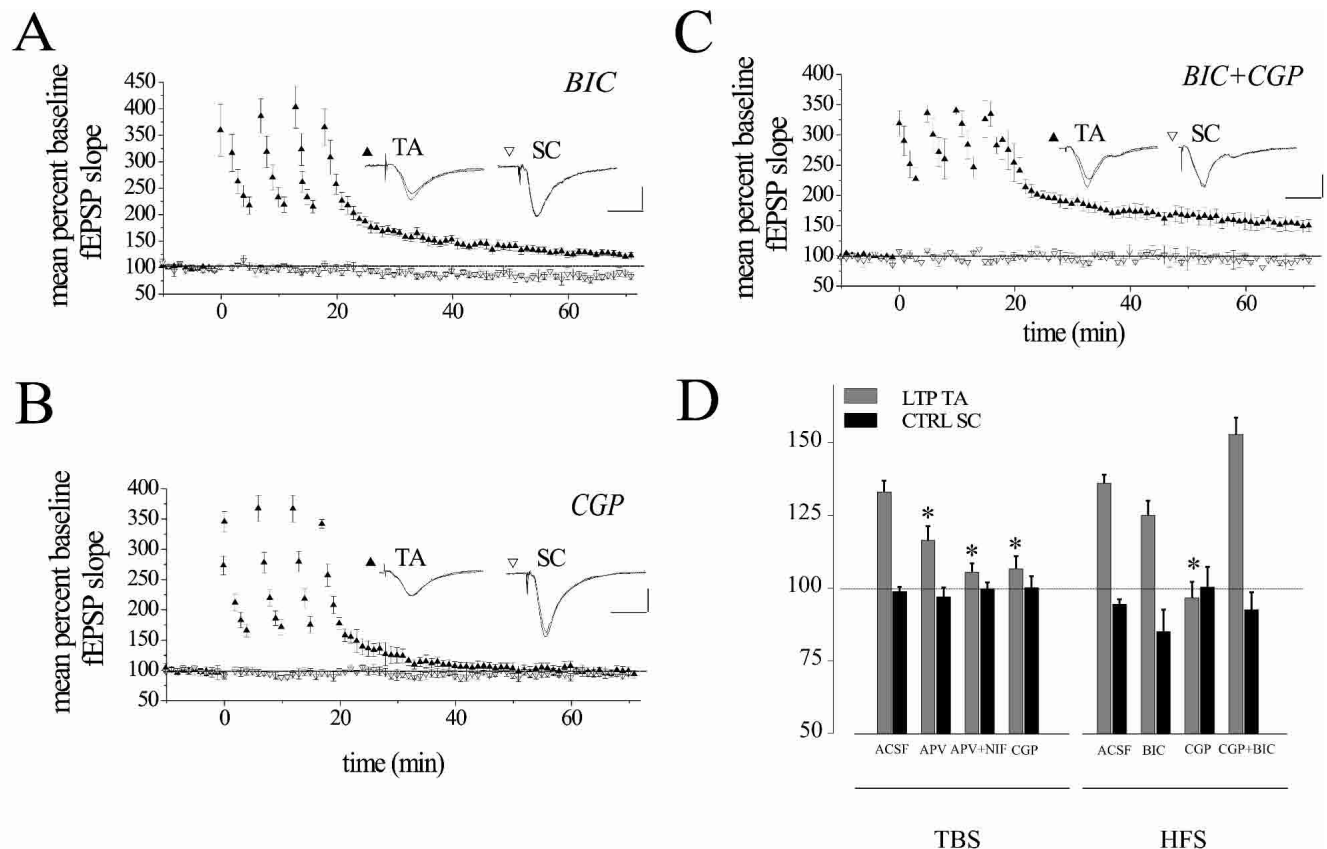 A
BIC
mean percent baseline
fEPSP slope
450
400
350
300
250
200
150
100
50
▲ TA
▽ SC
0 20 40 60
B
CGP
mean percent baseline
fEPSP slope
400
350
300
250
200
150
100
50
▲ TA
▽ SC
0 20 40 60
time (min)
C
BIC+CGP
mean percent baseline
fEPSP slope
400
350
300
250
200
150
100
50
▲ TA
▽ SC
0 20 40 60
time (min)
D
LTP TA
CTRL SC
150
125
100
75
50
* * * *
ACSF APV APV+NIF CGP ACSF BIC CGP CGP+BIC
TBS HFS